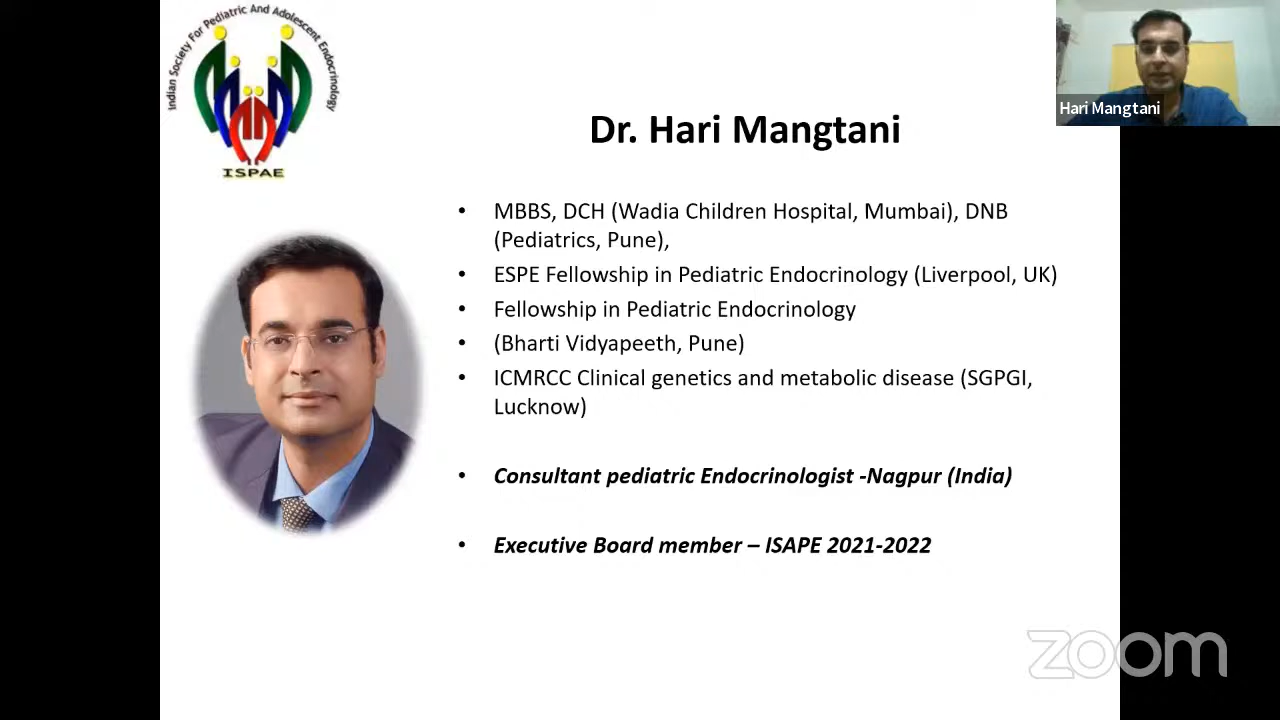 Indian Society For Pediatric And Adolescent Endocrinology
ISPAE
Hari Mangtani
Dr. Hari Mangtani
• MBBS, DCH (Wadia Children Hospital, Mumbai), DNB
(Pediatrics, Pune),
• ESPE Fellowship in Pediatric Endocrinology (Liverpool, UK)
• Fellowship in Pediatric Endocrinology
• (Bharti Vidyapeeth, Pune)
• ICMRCC Clinical genetics and metabolic disease (SGPGI,
Lucknow)
• Consultant pediatric Endocrinologist -Nagpur (India)
• Executive Board member – ISAPE 2021-2022
zoom